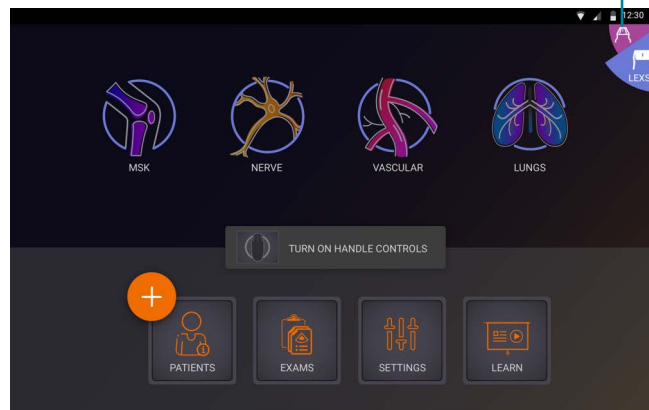 12:30
LEXS
MSK
NERVE
VASCULAR
LUNGS
TURN ON HANDLE CONTROLS
PATIENTS
EXAMS
SETTINGS
LEARN